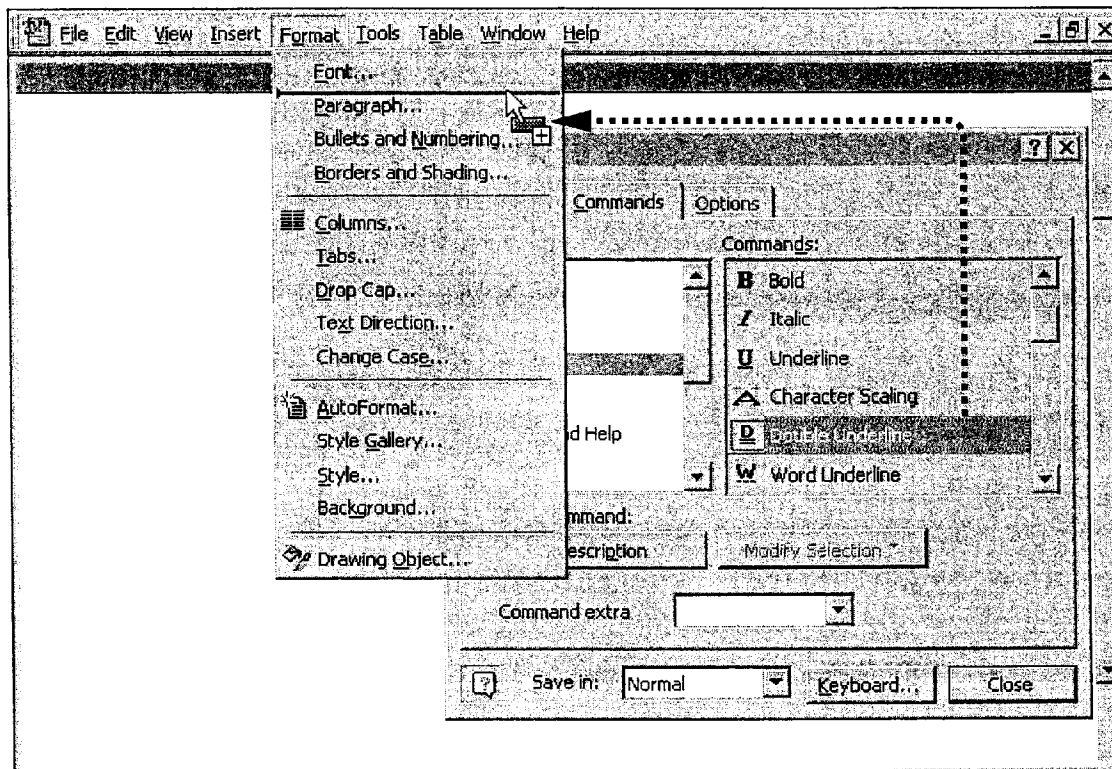 File Edit View Insert Format Tools Table Window Help
Font...
Paragraph...
Bullets and Numbering...
Borders and Shading...
Columns...
Tabs...
Drop Cap...
Text Direction...
Change Case...
AutoFormat...
Style Gallery...
Style...
Background...
Drawing Object...
? X
Commands Options
Commands:
B Bold
I Italic
U Underline
A Character Scaling
D Double Underline
W Word Underline
d Help
mmand:
escription Modify Selection
Command extra
? Save in: Normal Keyboard... Close